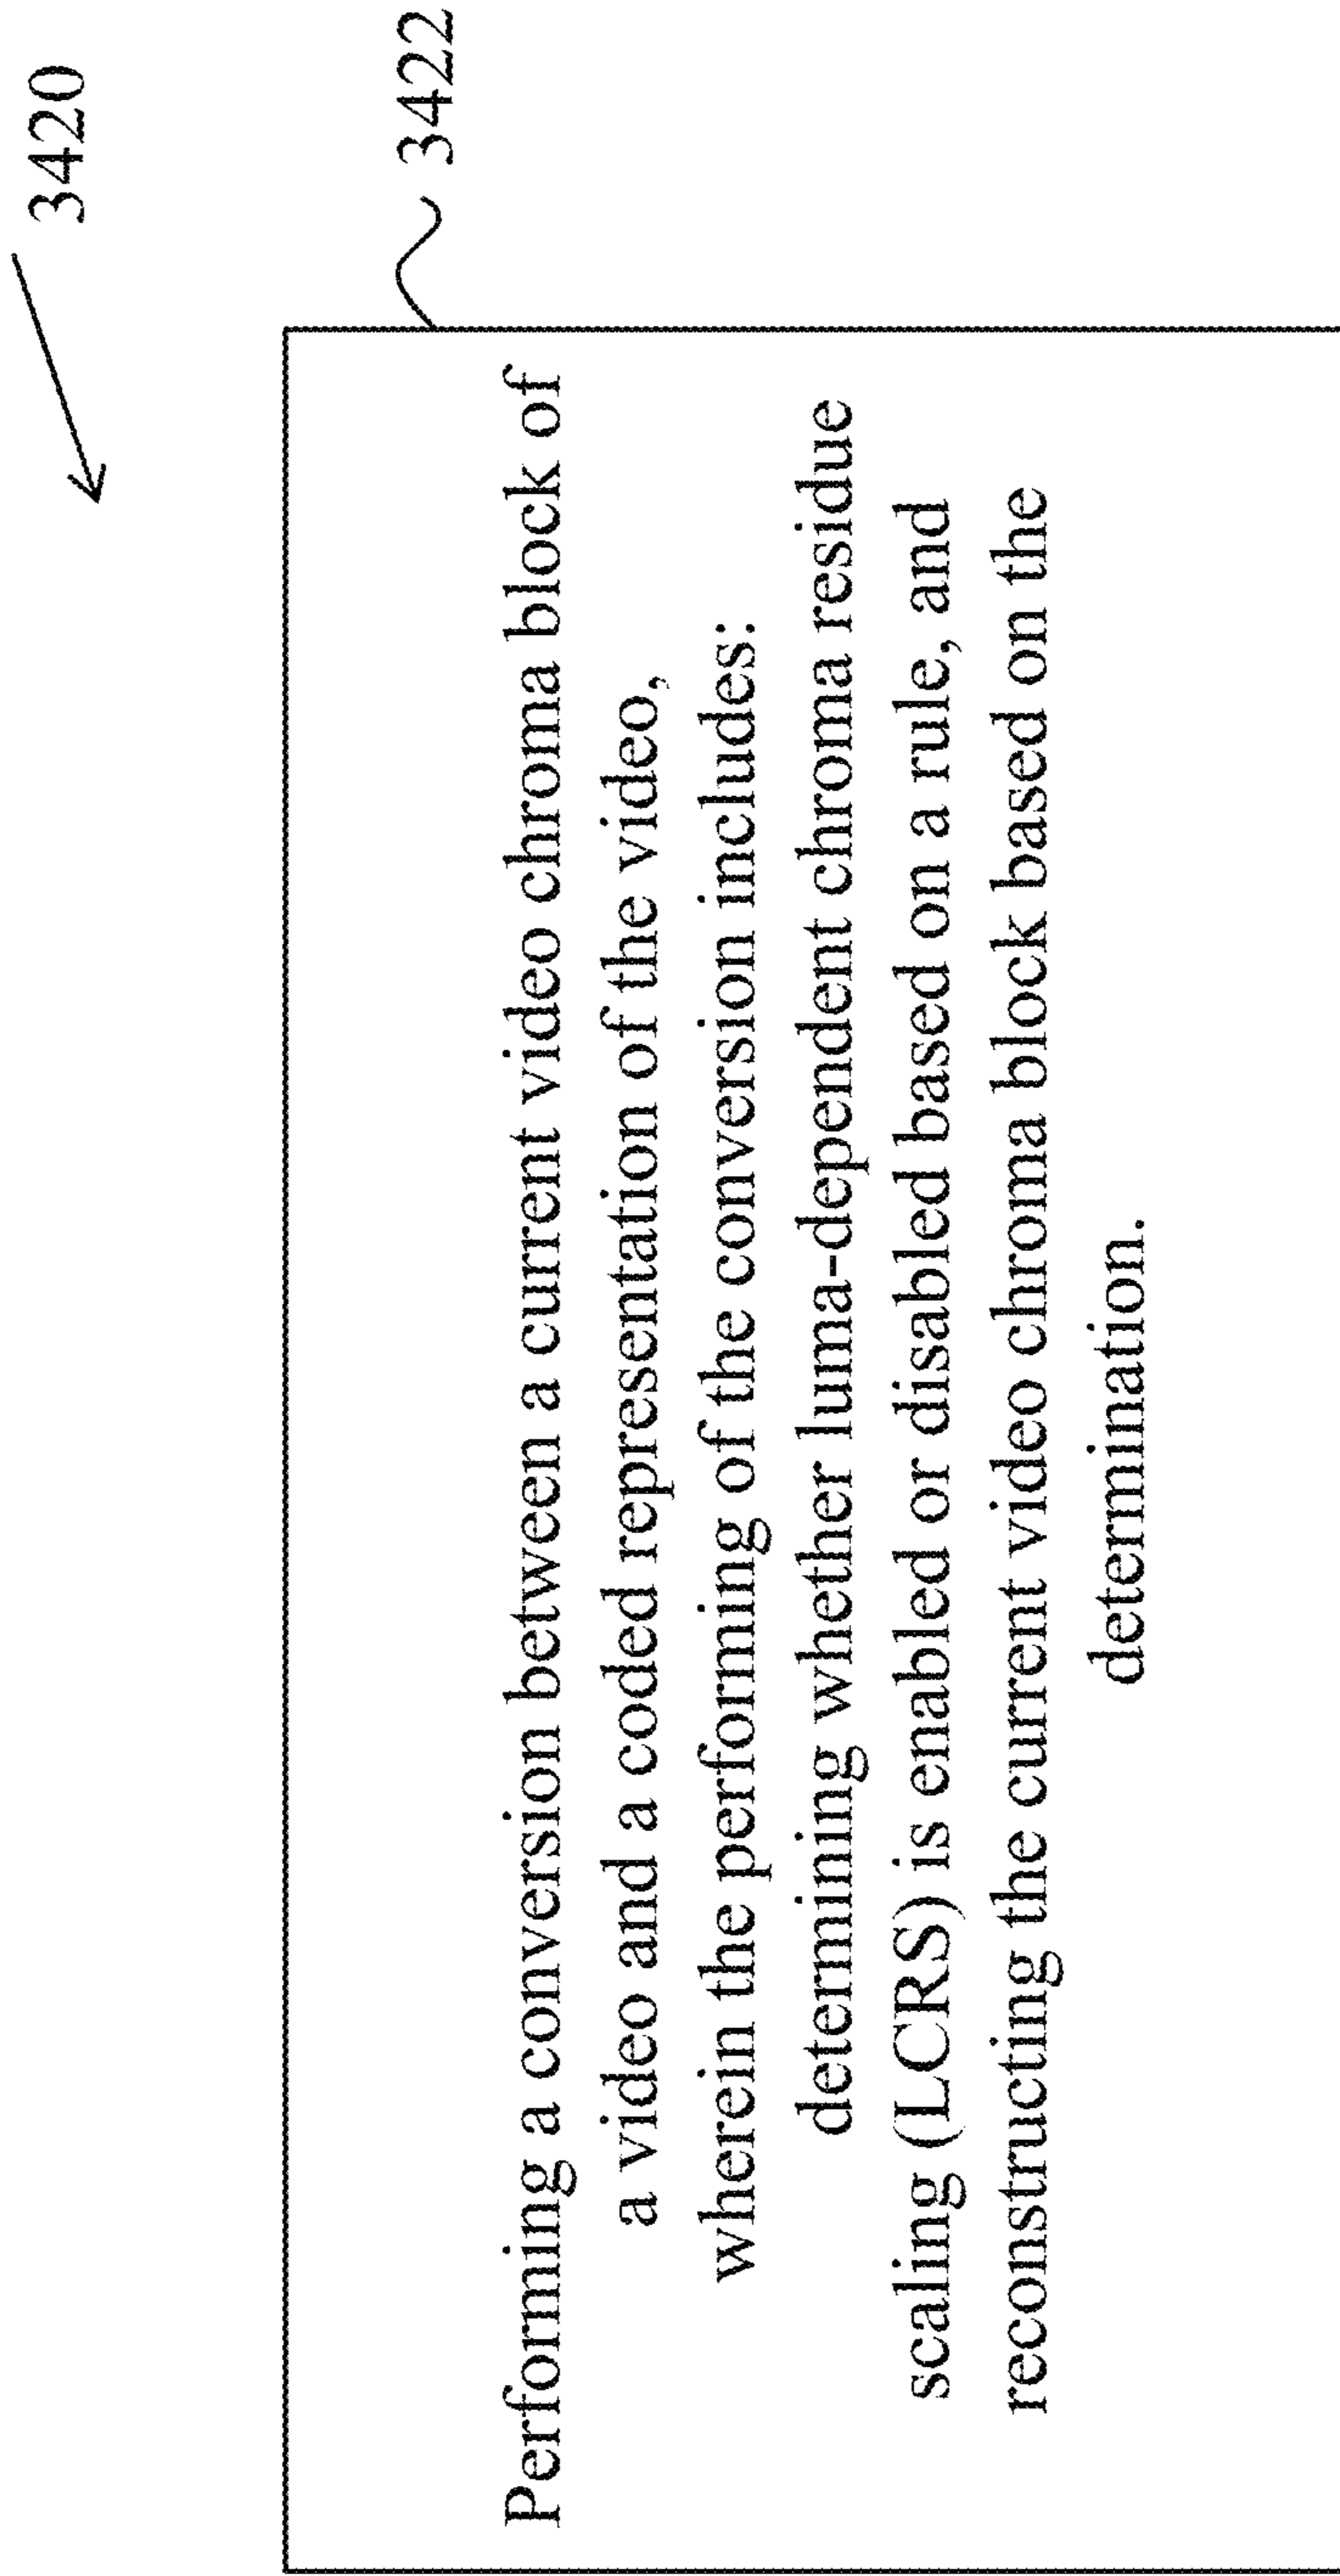 3420
3422
Performing a conversion between a current video chroma block of
a video and a coded representation of the video,
wherein the performing of the conversion includes:
determining whether luma-dependent chroma residue
scaling (LCRS) is enabled or disabled based on a rule, and
reconstructing the current video chroma block based on the
determination.